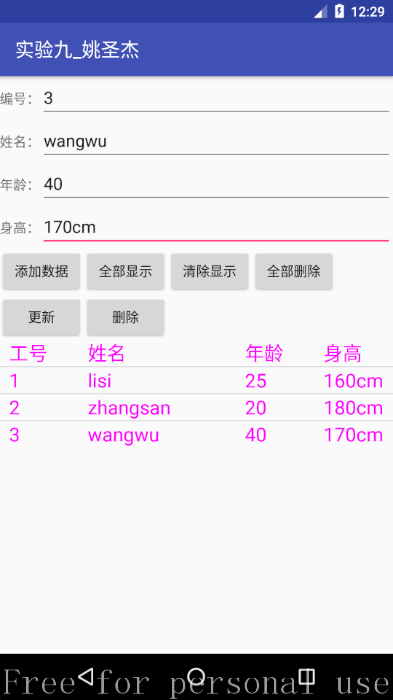 12:29
实验九_姚圣杰
编号: 3
姓名: wangwu
年龄: 40
身高: 170cm
添加数据 全部显示 清除显示 全部删除
更新 删除
工号 姓名 年龄 身高
1 lisi 25 160cm
2 zhangsan 20 180cm
3 wangwu 40 170cm
Free for personal use